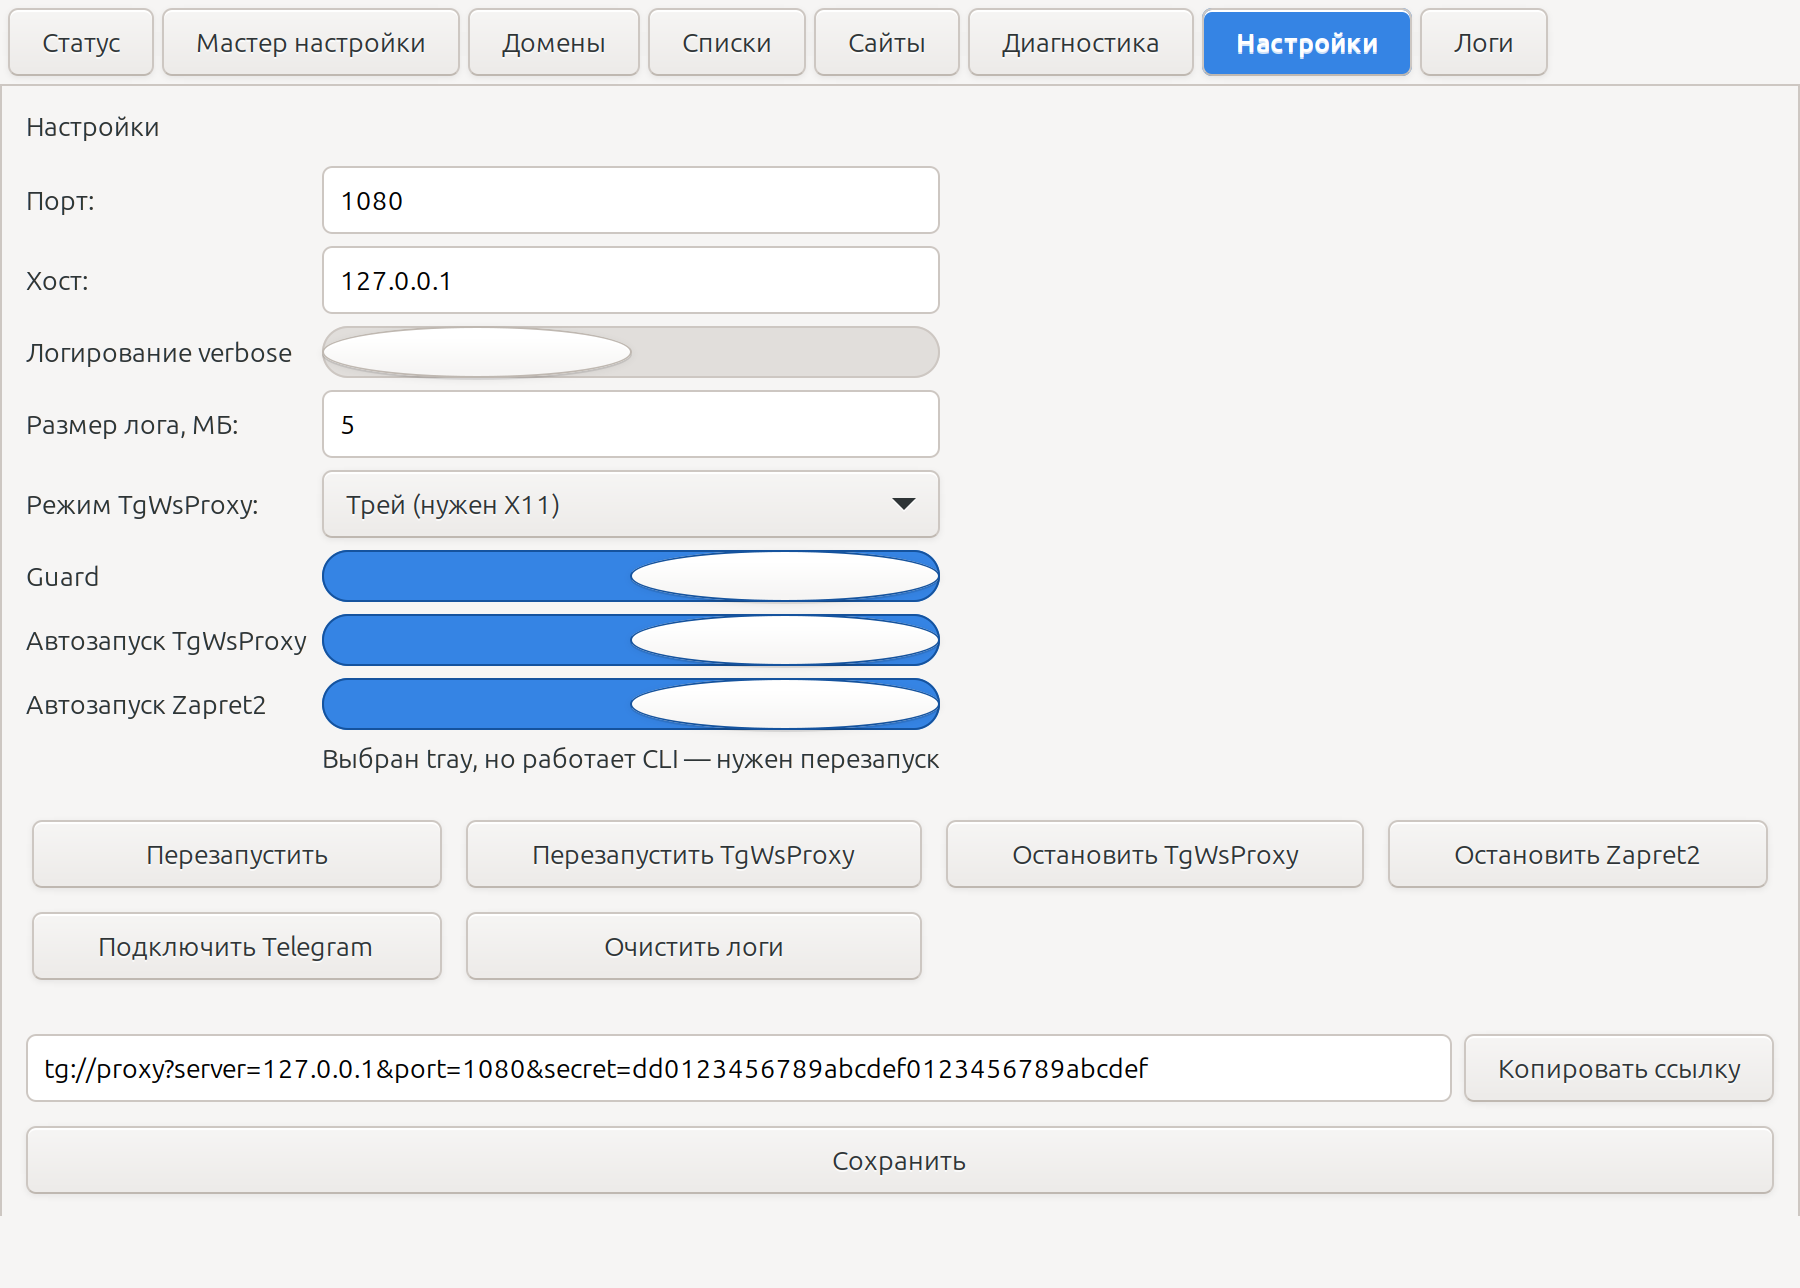 Статус Мастер настройки Домены Списки Сайты Диагностика Настройки Логи
Настройки
Порт: 1080
Хост: 127.0.0.1
Логирование verbose
Размер лога, МБ: 5
Режим TgWsProxy: Трей (нужен X11)
Guard
Автозапуск TgWsProxy
Автозапуск Zapret2
Выбран tray, но работает CLI — нужен перезапуск
Перезапустить Перезапустить TgWsProxy Остановить TgWsProxy Остановить Zapret2
Подключить Telegram Очистить логи
tg://proxy?server=127.0.0.1&port=1080&secret=dd0123456789abcdef0123456789abcdef Копировать ссылку
Сохранить